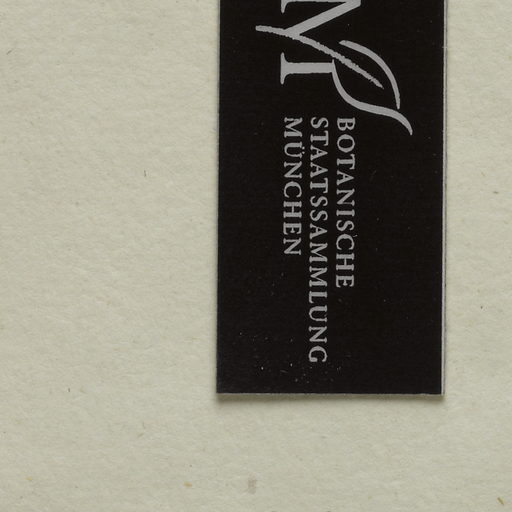 M
BOTANISCHE
STAATSSAMMLUNG
MÜNCHEN